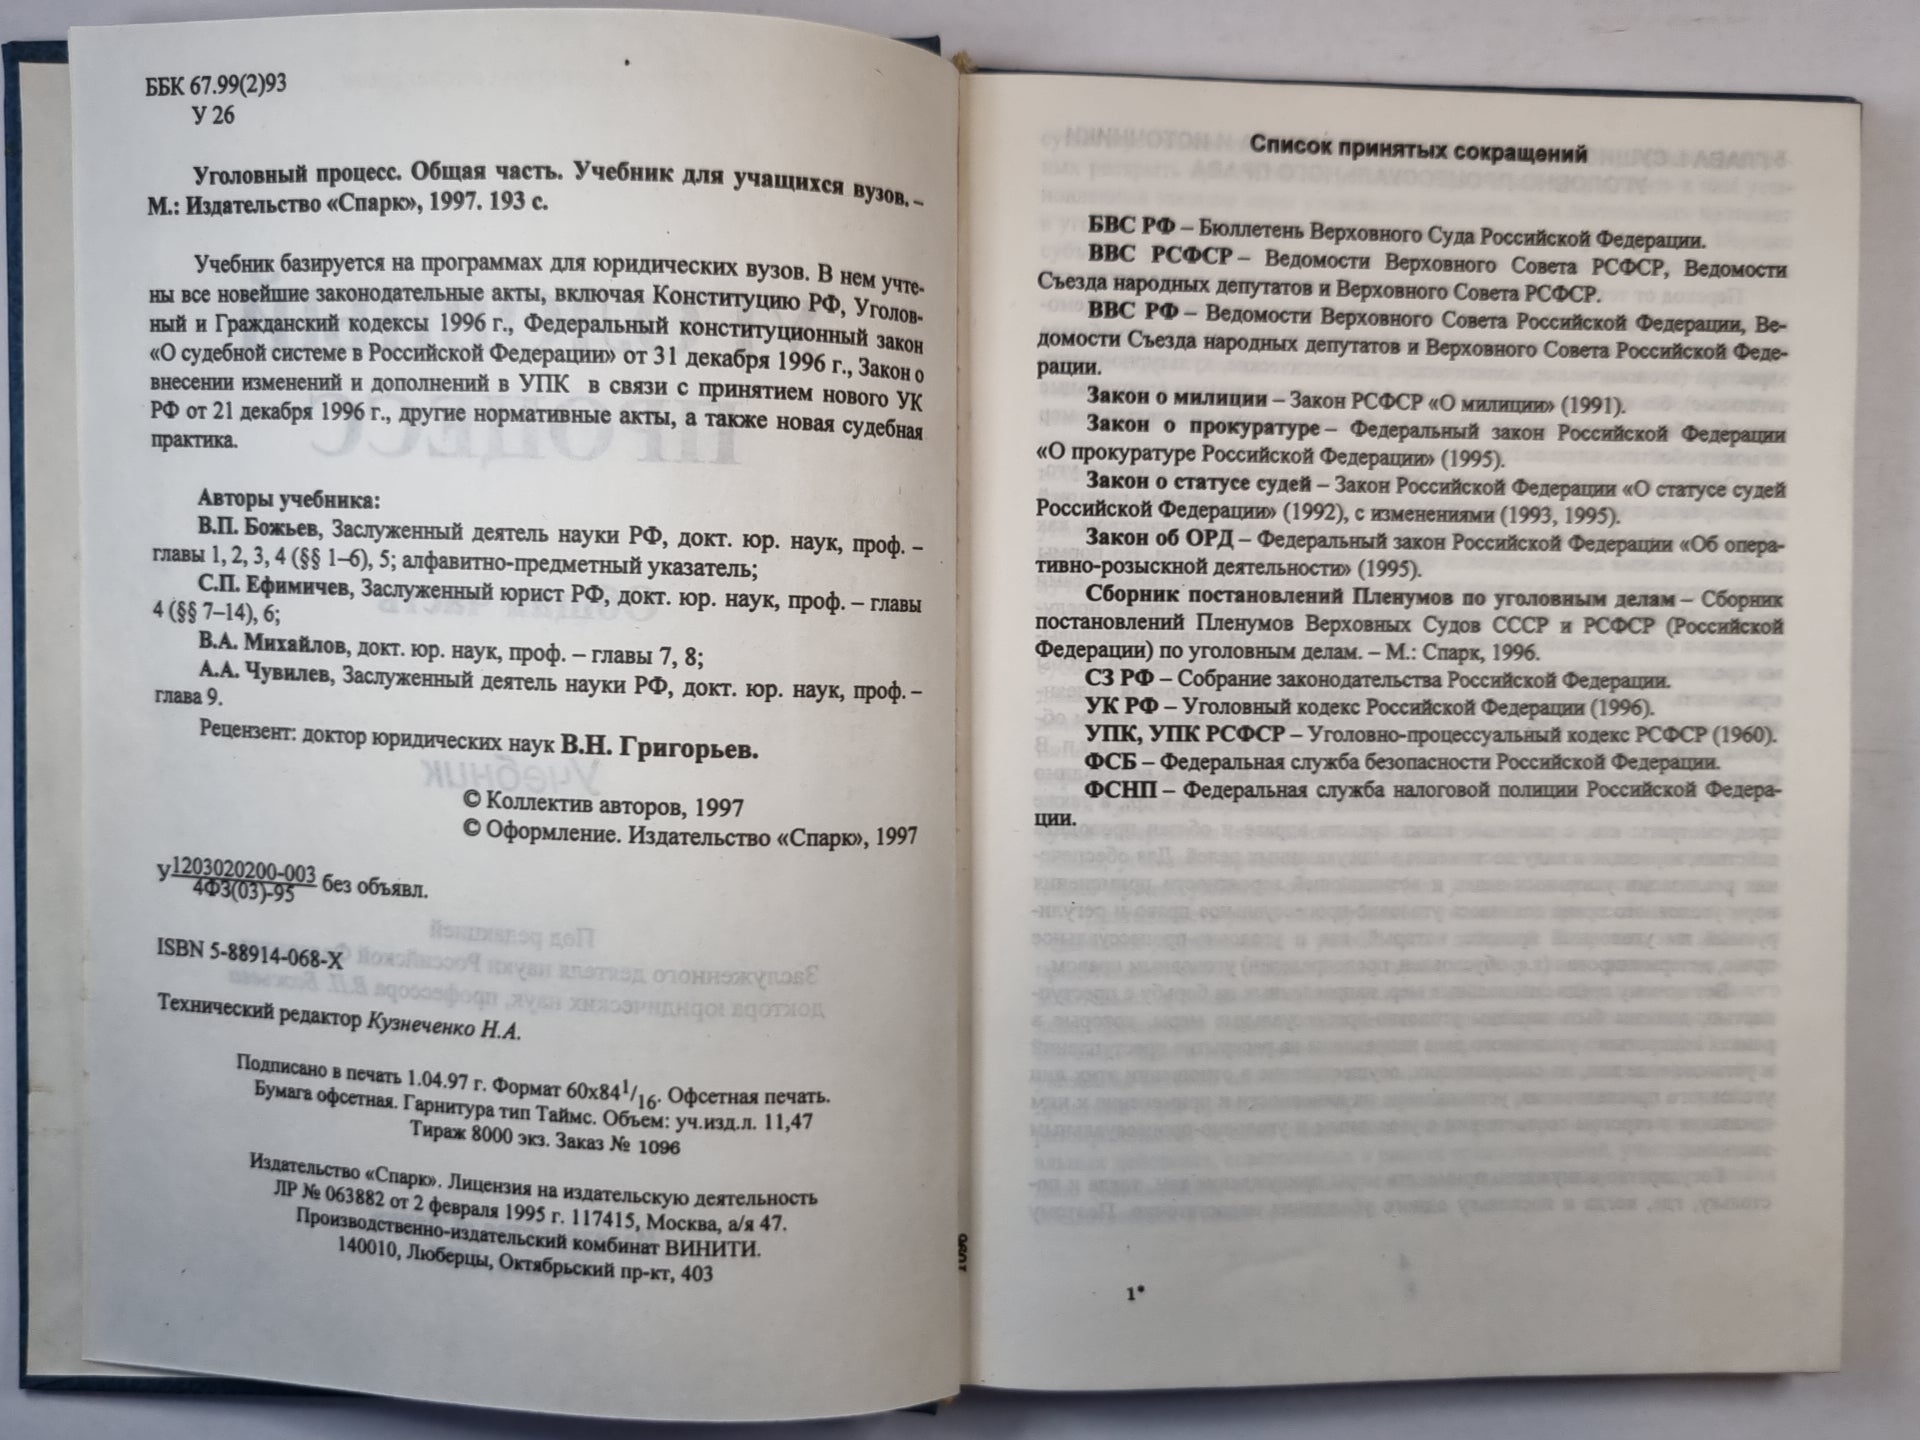 ББК 67.99(2)93
У 26
Уголовный процесс. Общая часть. Учебник для учащихся вузов. –
М.: Издательство «Спарк», 1997. 193 с.
Учебник базируется на программах для юридических вузов. В нем учте-
ны все новейшие законодательные акты, включая Конституцию РФ, Уголов-
ный и Гражданский кодексы 1996 г., Федеральный конституционный закон
«О судебной системе в Российской Федерации» от 31 декабря 1996 г., Закон о
внесении изменений и дополнений в УПК в связи с принятием нового УК
РФ от 21 декабря 1996 г., другие нормативные акты, а также новая судебная
практика.
Авторы учебника:
В.П. Божьев, Заслуженный деятель науки РФ, докт. юр. наук, проф. –
главы 1, 2, 3, 4 (§§ 1–6), 5; алфавитно-предметный указатель;
С.П. Ефимичев, Заслуженный юрист РФ, докт. юр. наук, проф. – главы
4 (§§ 7–14), 6;
В.А. Михайлов, докт. юр. наук, проф. – главы 7, 8;
А.А. Чувилев, Заслуженный деятель науки РФ, докт. юр. наук, проф. –
глава 9.
Рецензент: доктор юридических наук В.Н. Григорьев.
© Коллектив авторов, 1997
© Оформление. Издательство «Спарк», 1997
У 1203020200-003
4ФЗ(03)-95 без объявл.
ISBN 5-88914-068-X
Технический редактор Кузнеченко Н.А.
Подписано в печать 1.04.97 г. Формат 60x84 1/16. Офсетная печать.
Бумага офсетная. Гарнитура тип Таймс. Объем: уч.изд.л. 11,47
Тираж 8000 экз. Заказ № 1096
Издательство «Спарк». Лицензия на издательскую деятельность
ЛР № 063882 от 2 февраля 1995 г. 117415, Москва, а/я 47.
Производственно-издательский комбинат ВИНИТИ.
140010, Люберцы, Октябрьский пр-кт, 403
1096
Список принятых сокращений
БВС РФ – Бюллетень Верховного Суда Российской Федерации.
ВВС РСФСР – Ведомости Верховного Совета РСФСР, Ведомости
Съезда народных депутатов и Верховного Совета РСФСР.
ВВС РФ – Ведомости Верховного Совета Российской Федерации, Ве-
домости Съезда народных депутатов и Верховного Совета Российской Феде-
рации.
Закон о милиции – Закон РСФСР «О милиции» (1991).
Закон о прокуратуре – Федеральный закон Российской Федерации
«О прокуратуре Российской Федерации» (1995).
Закон о статусе судей – Закон Российской Федерации «О статусе судей
Российской Федерации» (1992), с изменениями (1993, 1995).
Закон об ОРД – Федеральный закон Российской Федерации «Об опера-
тивно-розыскной деятельности» (1995).
Сборник постановлений Пленумов по уголовным делам – Сборник
постановлений Пленумов Верховных Судов СССР и РСФСР (Российской
Федерации) по уголовным делам. – М.: Спарк, 1996.
СЗ РФ – Собрание законодательства Российской Федерации.
УК РФ – Уголовный кодекс Российской Федерации (1996).
УПК, УПК РСФСР – Уголовно-процессуальный кодекс РСФСР (1960).
ФСБ – Федеральная служба безопасности Российской Федерации.
ФСНП – Федеральная служба налоговой полиции Российской Федера-
ции.
1*